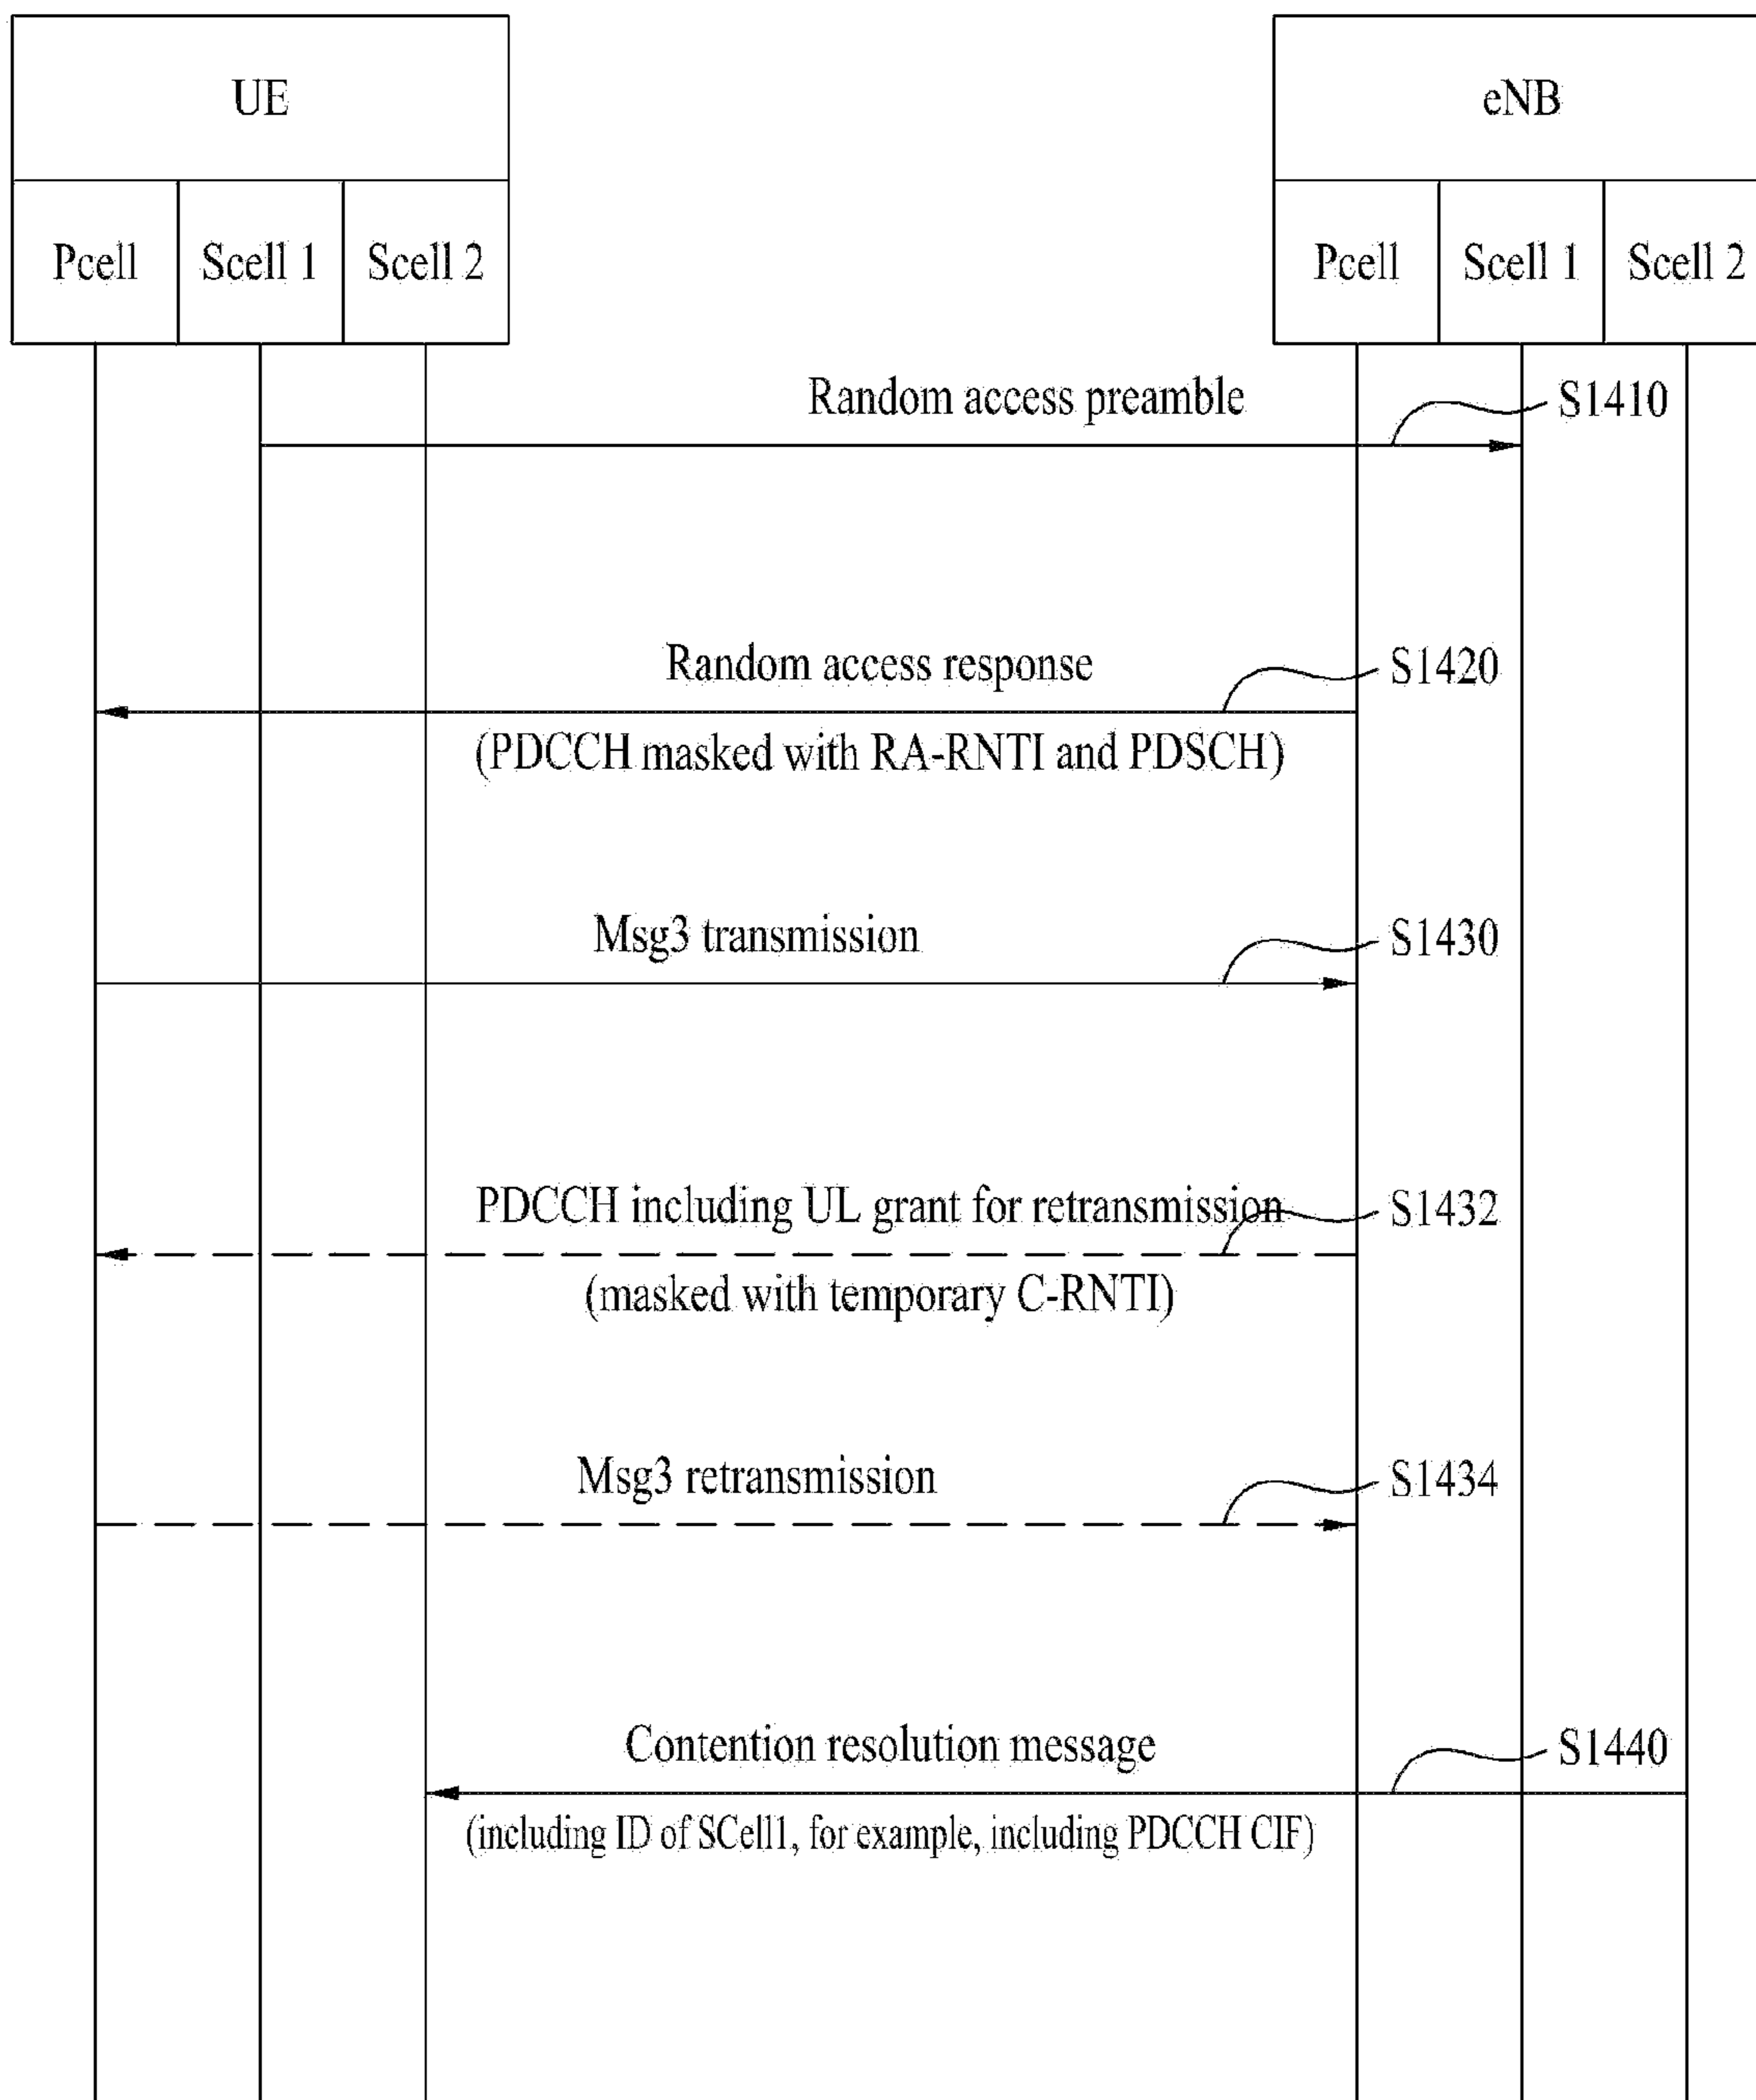 UE
eNB
Pcell
Scell 1
Scell 2
Pcell
Scell 1
Scell 2
Random access preamble
S1410
Random access response
S1420
(PDCCH masked with RA-RNTI and PDSCH)
Msg3 transmission
S1430
PDCCH including UL grant for retransmission
S1432
(masked with temporary C-RNTI)
Msg3 retransmission
S1434
Contention resolution message
S1440
(including ID of SCell1, for example, including PDCCH CIF)